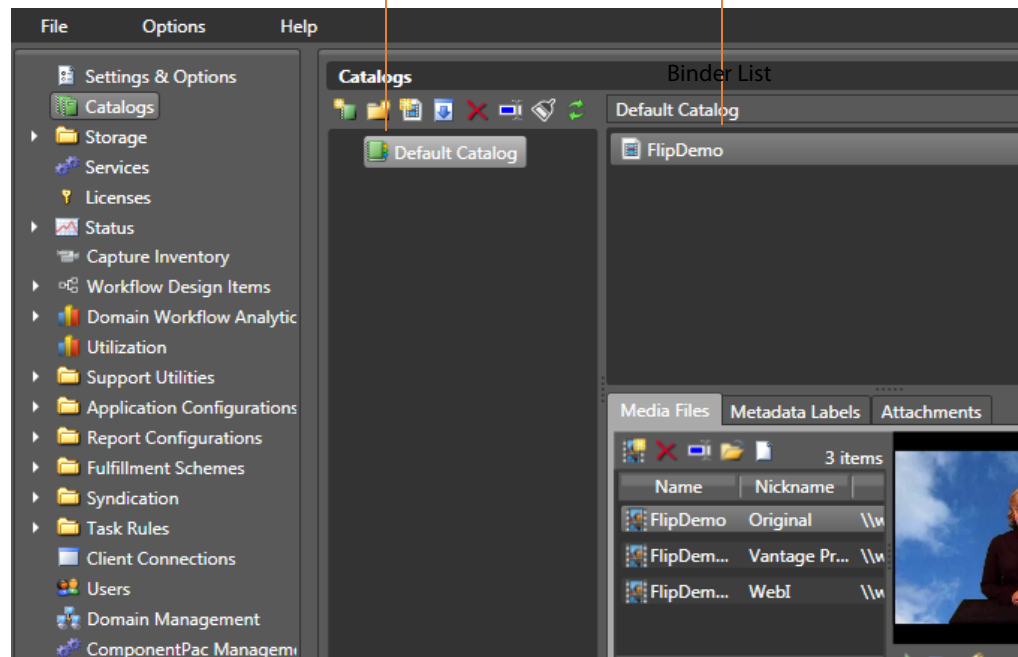 File Options Help
Settings & Options
Catalogs
Storage
Services
Licenses
Status
Capture Inventory
Workflow Design Items
Domain Workflow Analytic
Utilization
Support Utilities
Application Configurations
Report Configurations
Fulfillment Schemes
Syndication
Task Rules
Client Connections
Users
Domain Management
ComponentPac Managem
Catalogs
Binder List
Default Catalog
Default Catalog
FlipDemo
Media Files Metadata Labels Attachments
3 items
Name Nickname
FlipDemo Original \\w
FlipDem... Vantage Pr... \\w
FlipDem... WebI \\w